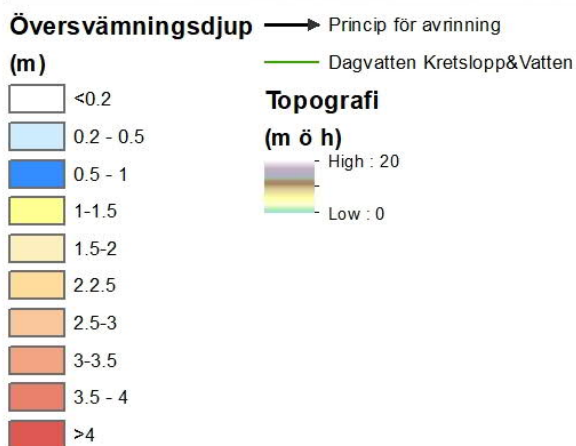 Översvämningsdjup
(m)
<0.2
0.2 - 0.5
0.5 - 1
1-1.5
1.5-2
2.2.5
2.5-3
3-3.5
3.5 - 4
>4
Princip för avrinning
Dagvatten Kretslopp&Vatten
Topografi
(m ö h)
High : 20
Low : 0